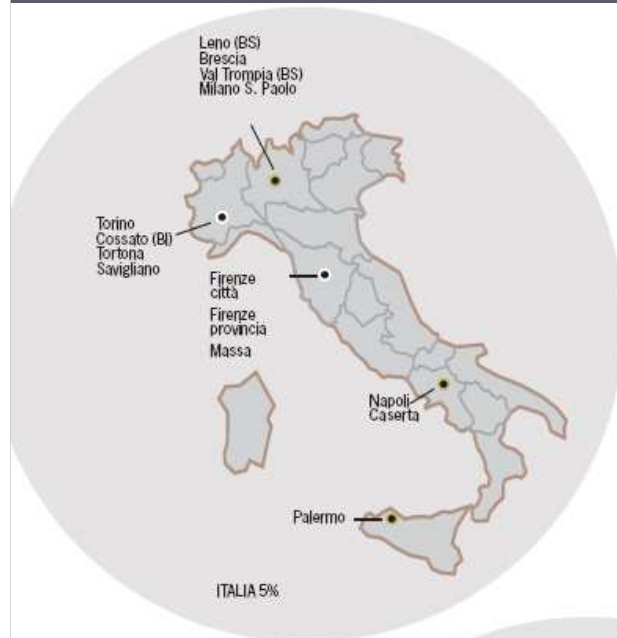 Leno (BS)
Brescia
Val Trompia (BS)
Milano S. Paolo
Torino
Cossato (BI)
Tortona
Savigliano
Firenze
città
Firenze
provincia
Massa
Napoli
Caserta
Palermo
ITALIA 5%